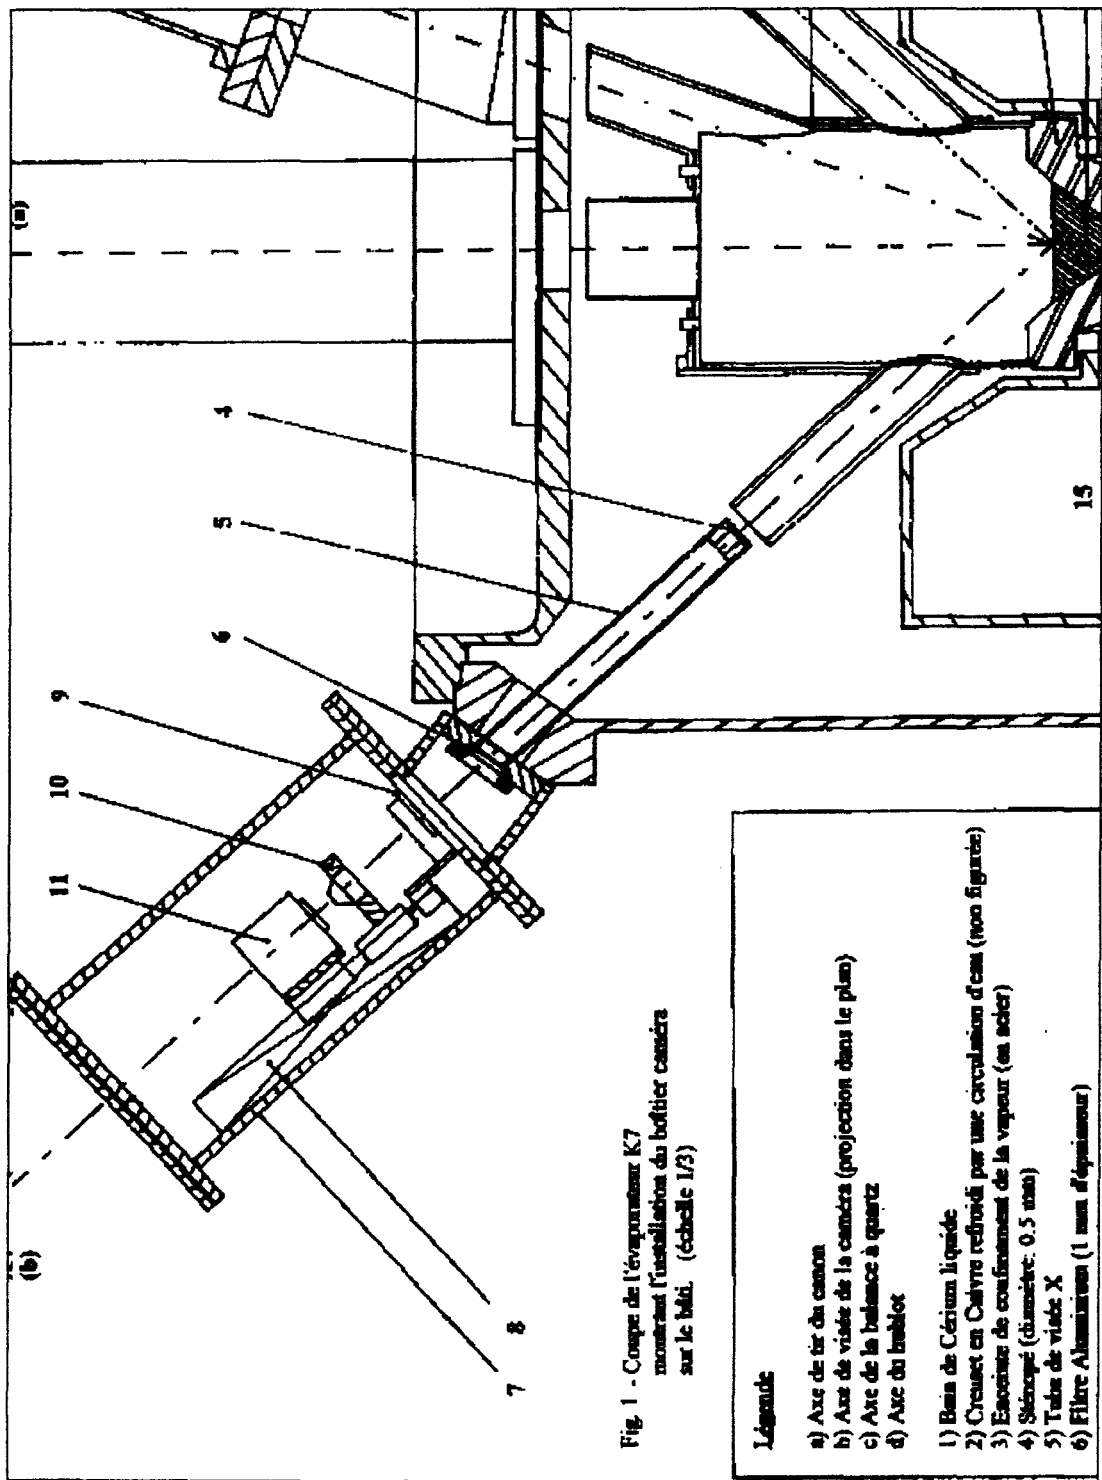 (a)
(b)
4
5
6
9
10
11
7
8
15
Fig. 1 - Coupe de l'évaporateur K7
montrant l'installation du boîtier caméra
sur le bâti. (échelle 1/3)
Légende
a) Axe de tir du canon
b) Axe de visée de la caméra (projection dans le plan)
c) Axe de la balance à quartz
d) Axe du hublot
1) Bain de Cérium liquide
2) Creuset en Cuivre refroidi par une circulation d'eau (non figurée)
3) Enceinte de confinement de la vapeur (en acier)
4) Sténopé (diamètre: 0.5 mm)
5) Tube de visée X
6) Filtre Aluminium (1 mm d'épaisseur)